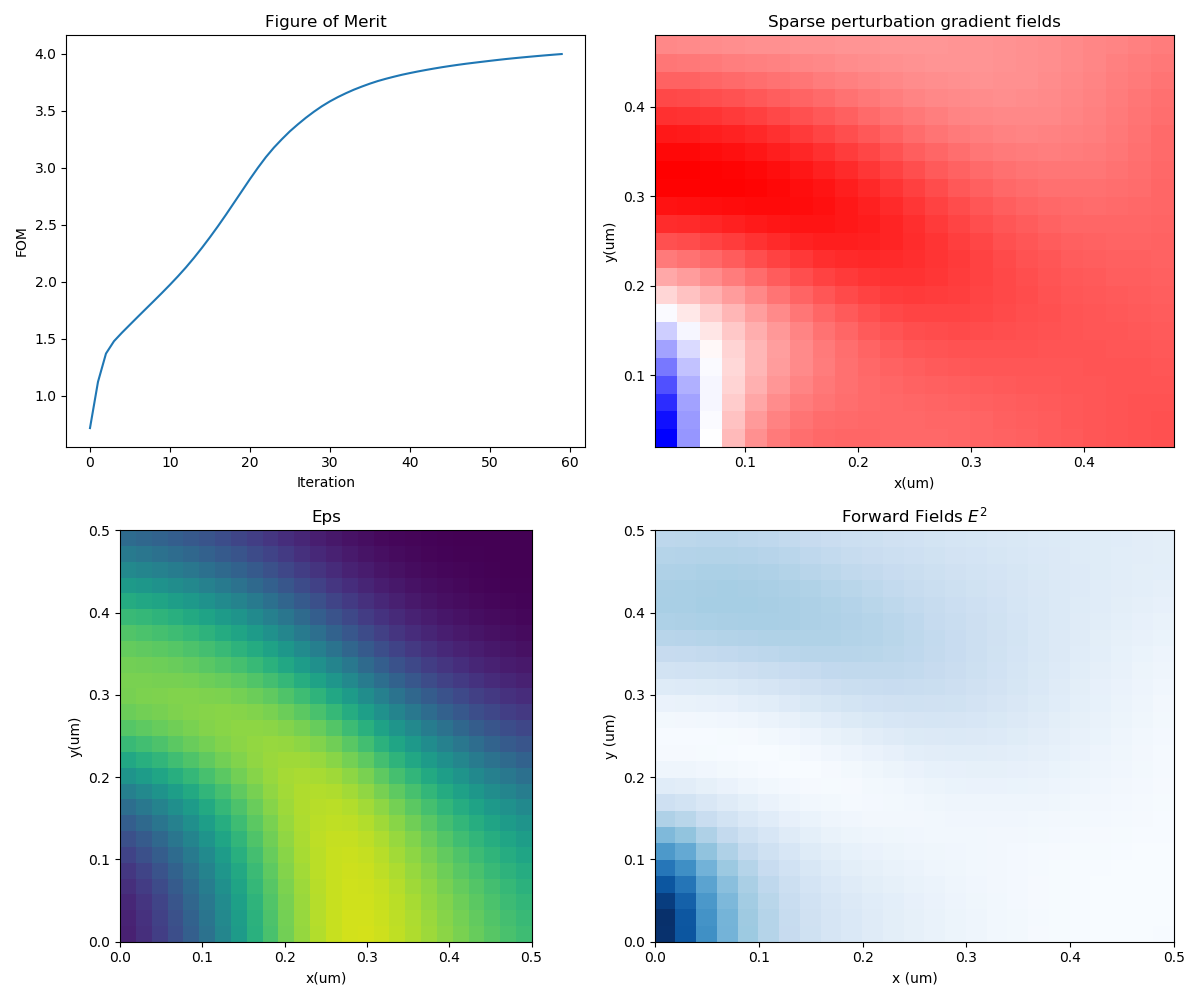 Figure of Merit
4.0
3.5
3.0
2.5
2.0
1.5
1.0
FOM
0 10 20 30 40 50 60
Iteration
Sparse perturbation gradient fields
0.4
0.3
0.2
0.1
y(um)
0.1 0.2 0.3 0.4
x(um)
Eps
0.5
0.4
0.3
0.2
0.1
0.0
y(um)
0.0 0.1 0.2 0.3 0.4 0.5
x(um)
Forward Fields E²
0.5
0.4
0.3
0.2
0.1
0.0
y (um)
0.0 0.1 0.2 0.3 0.4 0.5
x (um)